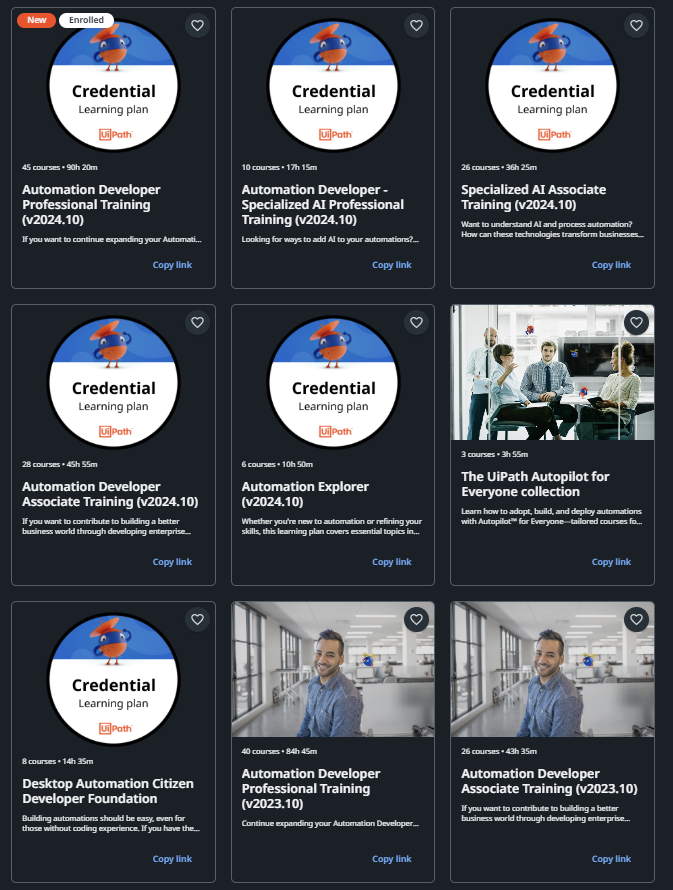 New
Enrolled
Credential
Learning plan
UiPath
45 courses • 90h 20m
Automation Developer
Professional Training
(v2024.10)
If you want to continue expanding your Automati...
Copy link
Credential
Learning plan
UiPath
10 courses • 17h 15m
Automation Developer -
Specialized AI Professional
Training (v2024.10)
Looking for ways to add AI to your automations?...
Copy link
Credential
Learning plan
UiPath
26 courses • 36h 25m
Specialized AI Associate
Training (v2024.10)
Want to understand AI and process automation?
How can these technologies transform businesses...
Copy link
Credential
Learning plan
UiPath
28 courses • 45h 55m
Automation Developer
Associate Training (v2024.10)
If you want to contribute to building a better
business world through developing enterprise...
Copy link
Credential
Learning plan
UiPath
6 courses • 10h 50m
Automation Explorer
(v2024.10)
Whether you're new to automation or refining your
skills, this learning plan covers essential topics in...
Copy link
3 courses • 3h 55m
The UiPath Autopilot for
Everyone collection
Learn how to adopt, build, and deploy automations
with Autopilot™ for Everyone—tailored courses fo...
Copy link
Credential
Learning plan
UiPath
8 courses • 14h 35m
Desktop Automation Citizen
Developer Foundation
Building automations should be easy, even for
those without coding experience. If you have the...
Copy link
40 courses • 84h 45m
Automation Developer
Professional Training
(v2023.10)
Continue expanding your Automation Developer...
Copy link
26 courses • 43h 35m
Automation Developer
Associate Training (v2023.10)
If you want to contribute to building a better
business world through developing enterprise...
Copy link